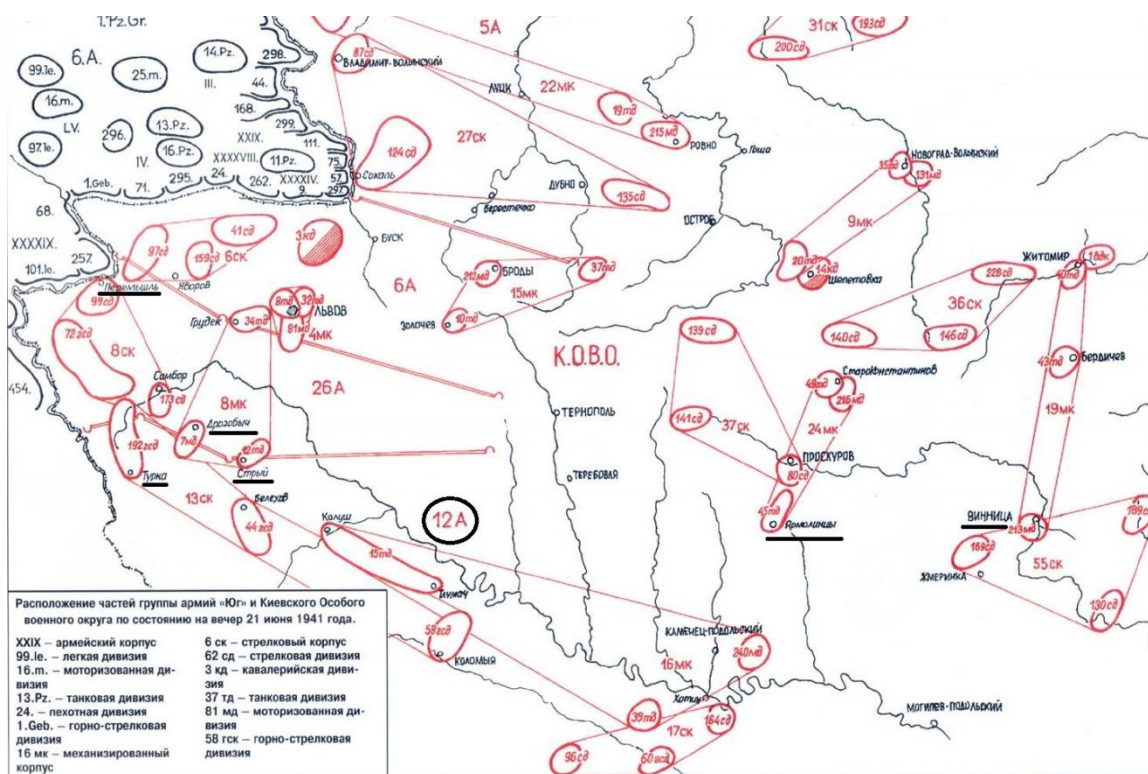 1.Pz.Gr.
6.A.
99.le.
25.m.
14.Pz.
298.
III.
44.
16.m.
168.
LV.
13.Pz.
299.
296.
XXIX.
111.
97.le.
IV.
16.Pz.
XXXXVIII.
11.Pz.
75.
295.
24.
XXXXIV.
57.
1.Geb.
71.
262.
9.
297.
68.
XXXXIX.
257.
101.le.
454.
5А
31ск
193сд
200сд
87сд
Владимир-Волынский
22мк
Луцк
19тд
215мд
Ровно
Гоща
27ск
124сд
Сокаль
Дубно
135сд
Берестечко
Острог
35тд
Новоград-Волынский
131мд
9мк
20тд
14кд
Шепетовка
41сд
97сд
159сд
6ск
3кд
Буск
Яворов
Перемышль
99сд
6А
212мд
Броды
37тд
15мк
10тд
Золочев
8тд
32тд
Львов
Грудек
34тд
81мд
4мк
72гсд
8ск
26А
Самбор
173сд
8мк
Дрогобыч
7мд
12тд
Стрый
192гсд
Турка
13ск
Белехов
44гсд
К.О.В.О.
Тернополь
Теребовля
139сд
141сд
37ск
49тд
Староконстантинов
216мд
24мк
Проскуров
80сд
45тд
Ярмолинцы
228сд
140сд
146сд
36ск
Житомир
40тд
Бердичев
43тд
19мк
Винница
213мд
169сд
Жмеринка
55ск
189с
130сд
12А
Калуш
15тд
58гсд
Коломыя
Каменец-Подольский
240мд
16мк
Хотин
39тд
164сд
17ск
96сд
60гсд
Могилев-Подольский
Расположение частей группы армий «Юг» и Киевского Особого
военного округа по состоянию на вечер 21 июня 1941 года.
XXIX – армейский корпус
99.le. – легкая дивизия
16.m. – моторизованная ди-
визия
13.Pz. – танковая дивизия
24. – пехотная дивизия
1.Geb. – горно-стрелковая
дивизия
16 мк – механизированный
корпус
6 ск – стрелковый корпус
62 сд – стрелковая дивизия
3 кд – кавалерийская диви-
зия
37 тд – танковая дивизия
81 мд – моторизованная ди-
визия
58 гск – горно-стрелковая
дивизия